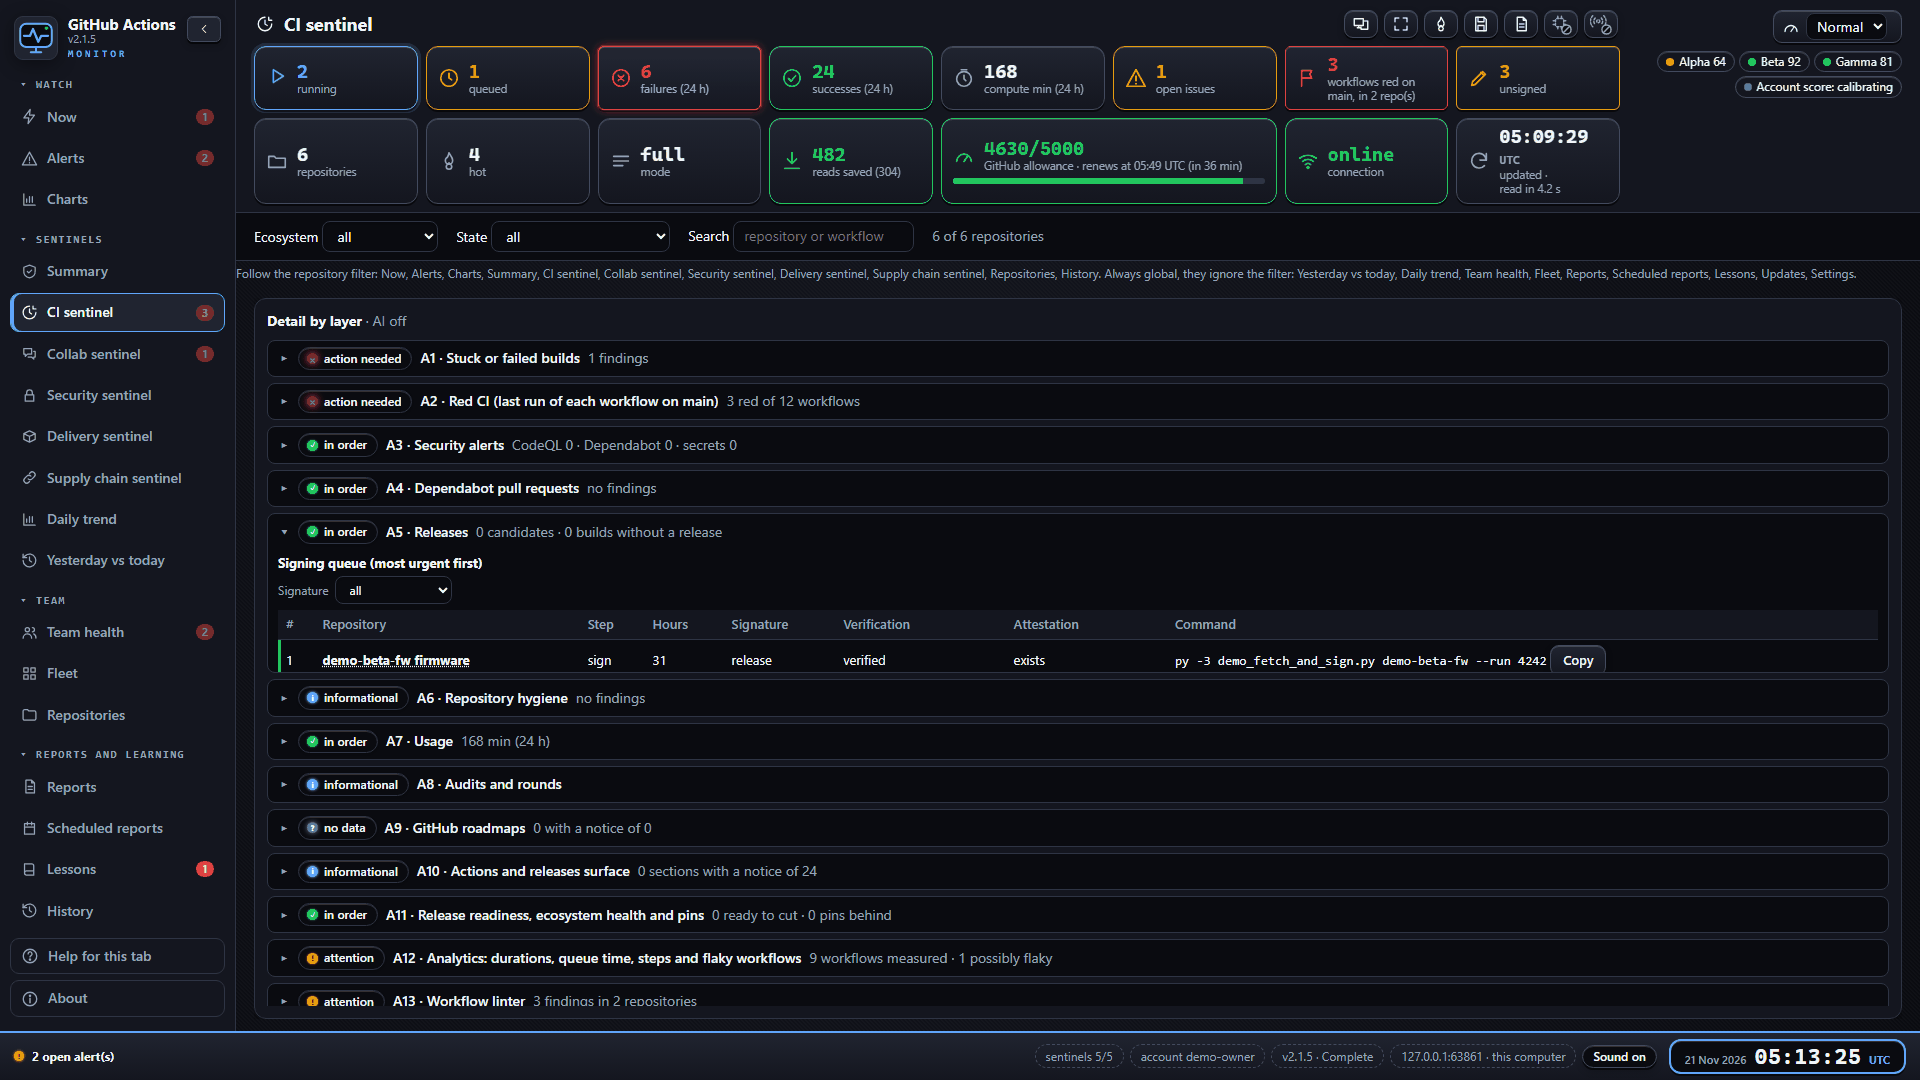 GitHub Actions
v2.1.5
MONITOR
WATCH
Now 1
Alerts 2
Charts
SENTINELS
Summary
CI sentinel 3
Collab sentinel 1
Security sentinel
Delivery sentinel
Supply chain sentinel
Daily trend
Yesterday vs today
TEAM
Team health 2
Fleet
Repositories
REPORTS AND LEARNING
Reports
Scheduled reports
Lessons 1
History
Help for this tab
About
CI sentinel
Normal
Alpha 64 Beta 92 Gamma 81
Account score: calibrating
2
running
1
queued
6
failures (24 h)
24
successes (24 h)
168
compute min (24 h)
1
open issues
3
workflows red on
main, in 2 repo(s)
3
unsigned
6
repositories
4
hot
full
mode
482
reads saved (304)
4630/5000
GitHub allowance · renews at 05:49 UTC (in 36 min)
online
connection
05:09:29
UTC
updated ·
read in 4.2 s
Ecosystem all State all Search repository or workflow 6 of 6 repositories
Follow the repository filter: Now, Alerts, Charts, Summary, CI sentinel, Collab sentinel, Security sentinel, Delivery sentinel, Supply chain sentinel, Repositories, History. Always global, they ignore the filter: Yesterday vs today, Daily trend, Team health, Fleet, Reports, Scheduled reports, Lessons, Updates, Settings.
Detail by layer · AI off
action needed A1 · Stuck or failed builds 1 findings
action needed A2 · Red CI (last run of each workflow on main) 3 red of 12 workflows
in order A3 · Security alerts CodeQL 0 · Dependabot 0 · secrets 0
in order A4 · Dependabot pull requests no findings
in order A5 · Releases 0 candidates · 0 builds without a release
Signing queue (most urgent first)
Signature all
# Repository Step Hours Signature Verification Attestation Command
1 demo-beta-fw firmware sign 31 release verified exists py -3 demo_fetch_and_sign.py demo-beta-fw --run 4242 Copy
informational A6 · Repository hygiene no findings
in order A7 · Usage 168 min (24 h)
informational A8 · Audits and rounds
no data A9 · GitHub roadmaps 0 with a notice of 0
informational A10 · Actions and releases surface 0 sections with a notice of 24
in order A11 · Release readiness, ecosystem health and pins 0 ready to cut · 0 pins behind
attention A12 · Analytics: durations, queue time, steps and flaky workflows 9 workflows measured · 1 possibly flaky
attention A13 · Workflow linter 3 findings in 2 repositories
2 open alert(s)
sentinels 5/5
account demo-owner
v2.1.5 · Complete
127.0.0.1:63861 · this computer
Sound on
21 Nov 2026 05:13:25 UTC